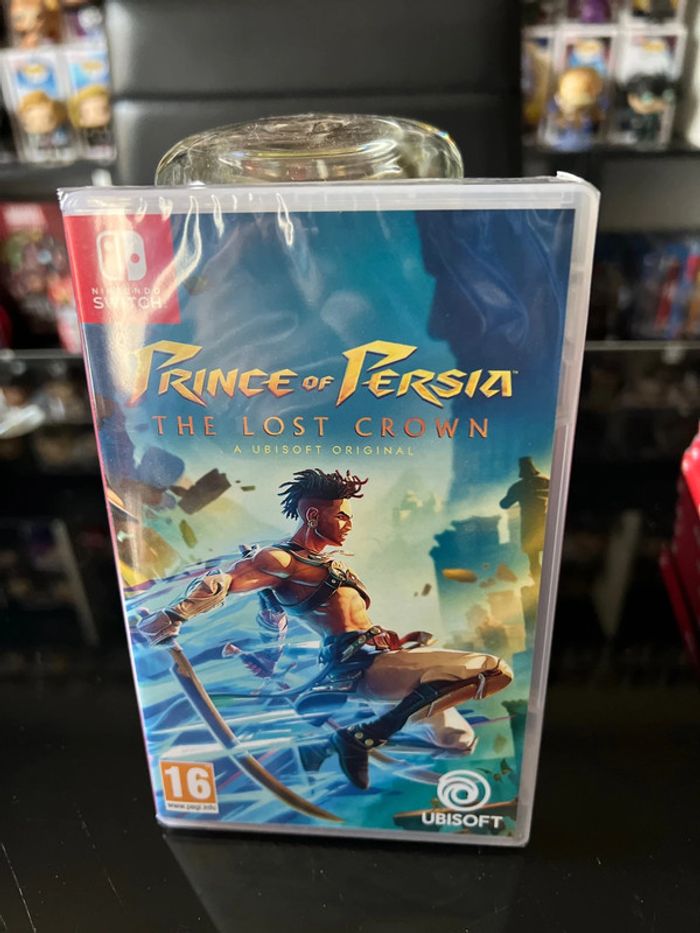 NINTENDO
SWITCH
PRINCE OF PERSIA
THE LOST CROWN
A UBISOFT ORIGINAL
16
www.pegi.info
UBISOFT